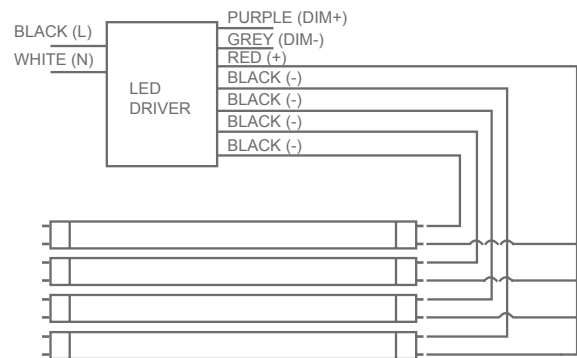 PURPLE (DIM+)
BLACK (L)
GREY (DIM-)
WHITE (N)
RED (+)
BLACK (-)
LED
DRIVER
BLACK (-)
BLACK (-)
BLACK (-)